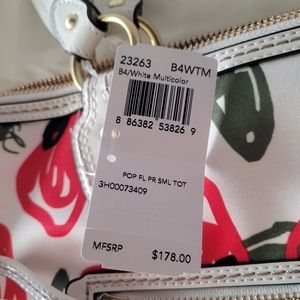 23263 B4WTM
B4/White Multicolor
8 86382 53826 9
POP FL PR SML TOT
3H00073409
MFSRP $178.00